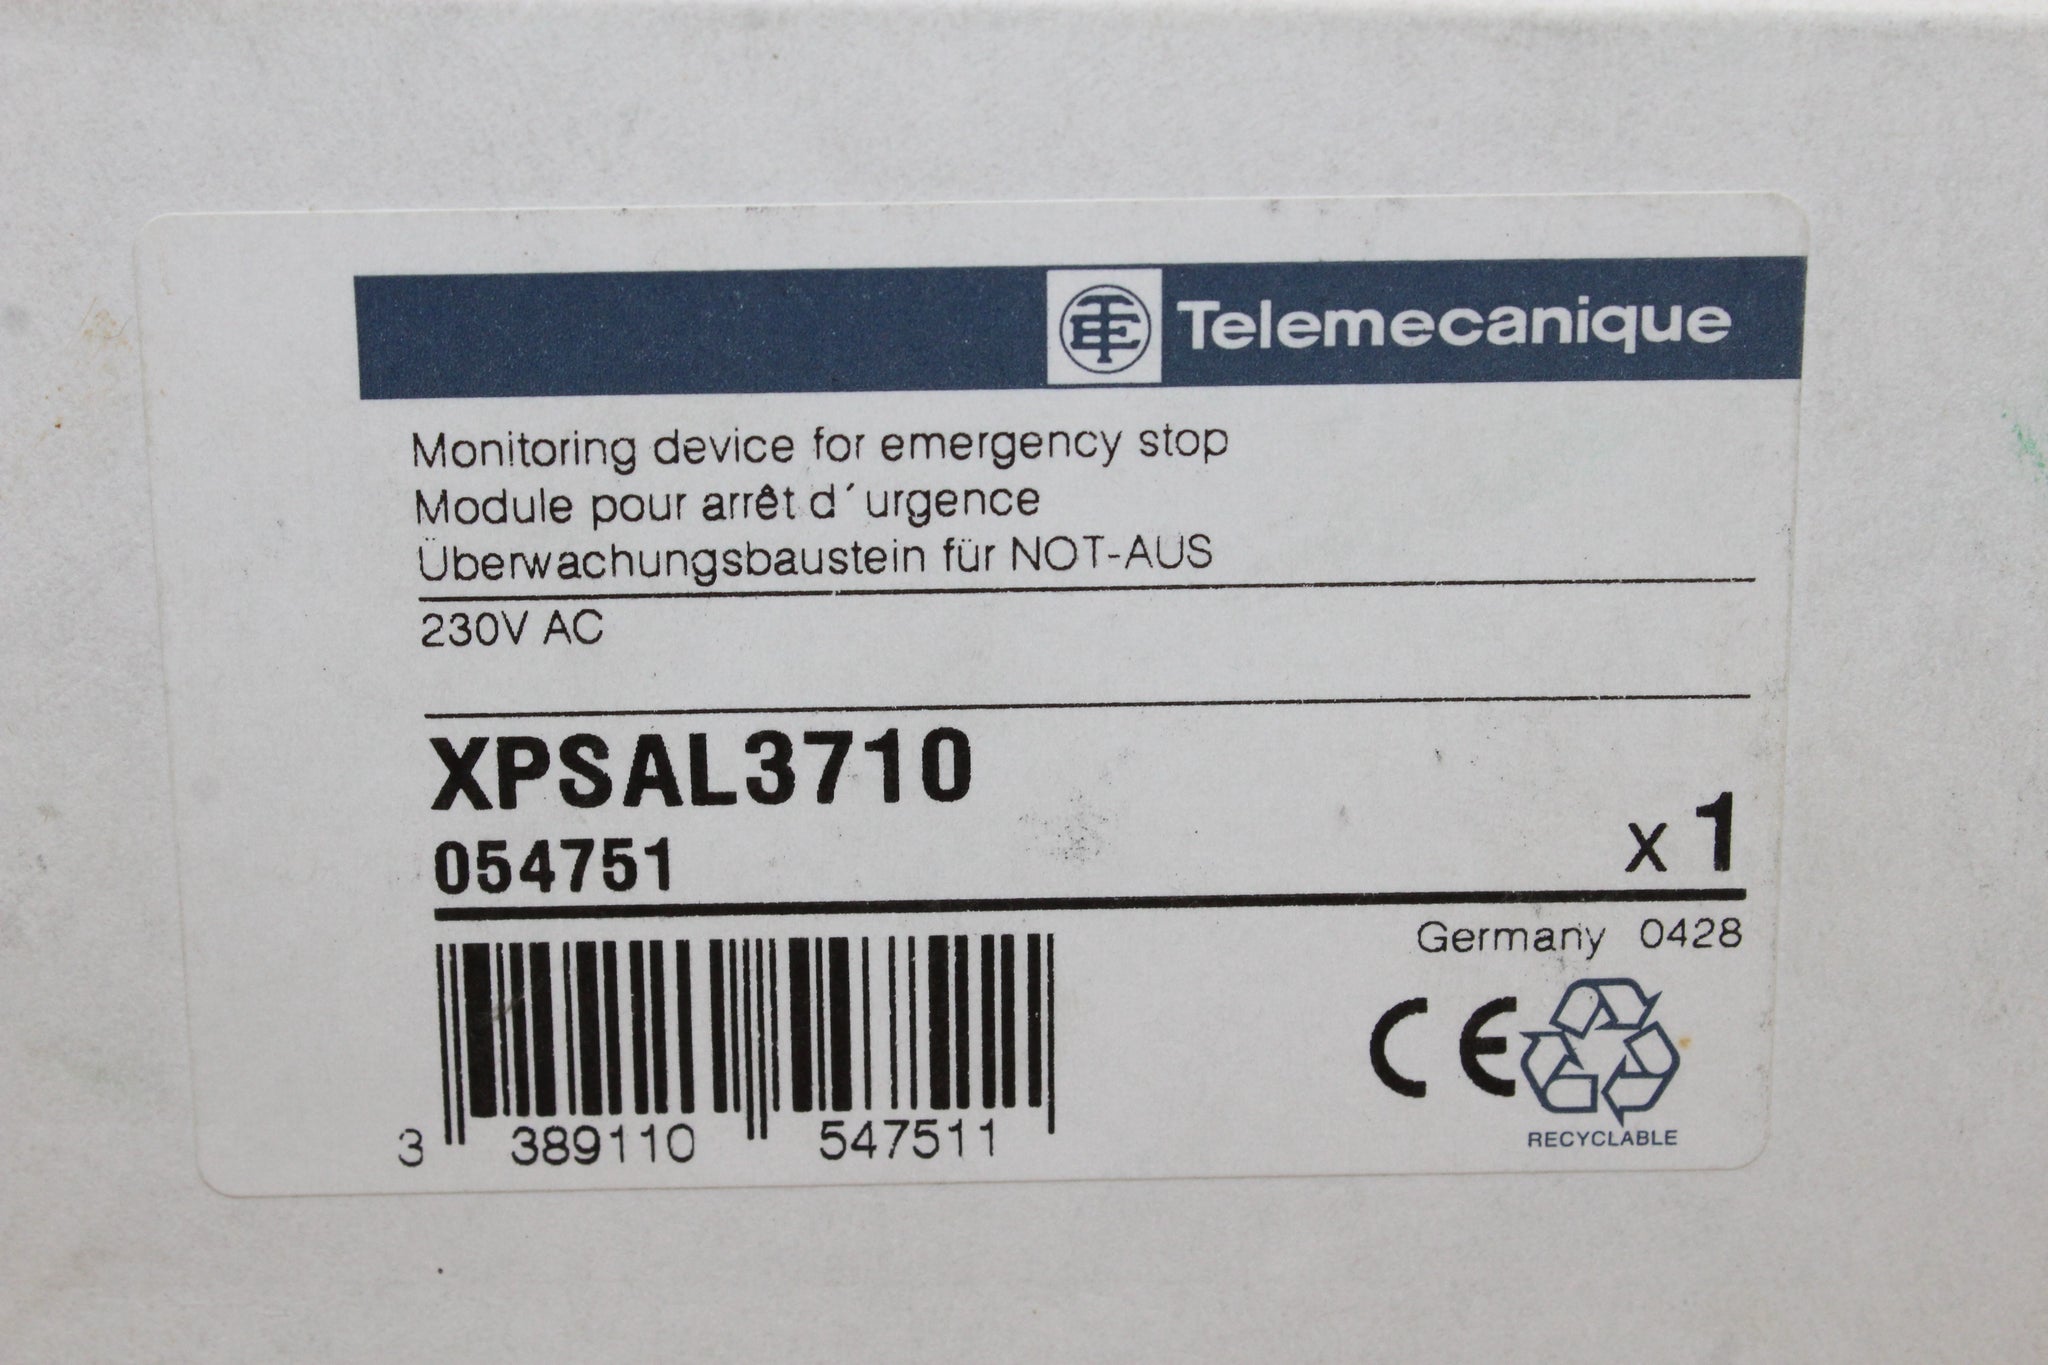 Telemecanique
Monitoring device for emergency stop
Module pour arrêt d´urgence
Überwachungsbaustein für NOT-AUS
230V AC
XPSAL3710
054751
x 1
Germany 0428
CE
RECYCLABLE
3 389110 547511